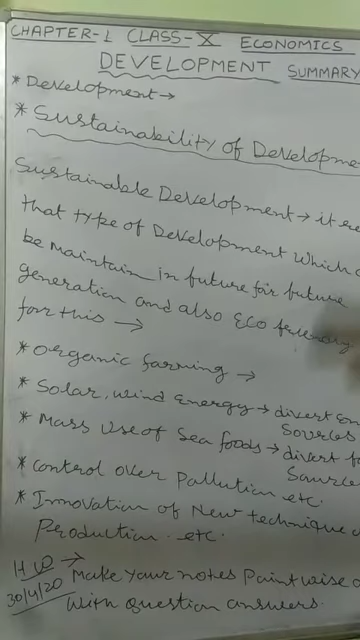 CHAPTER-1 CLASS-X ECONOMICS
DEVELOPMENT SUMMARY
* Development →
* Sustainability of Developme
Sustainable Development → it
that type of Development which
be maintain in future for future
generation and also Eco
for this →
* Organic farming →
* Solar, wind Energy → divert
Sources
* Mass Use of Sea foods → divert
Source
* Control over Pallution etc.
* Innovation of New technique
Production. etc.
HW → Make your notes Point wise
30/4/20 With question answers.